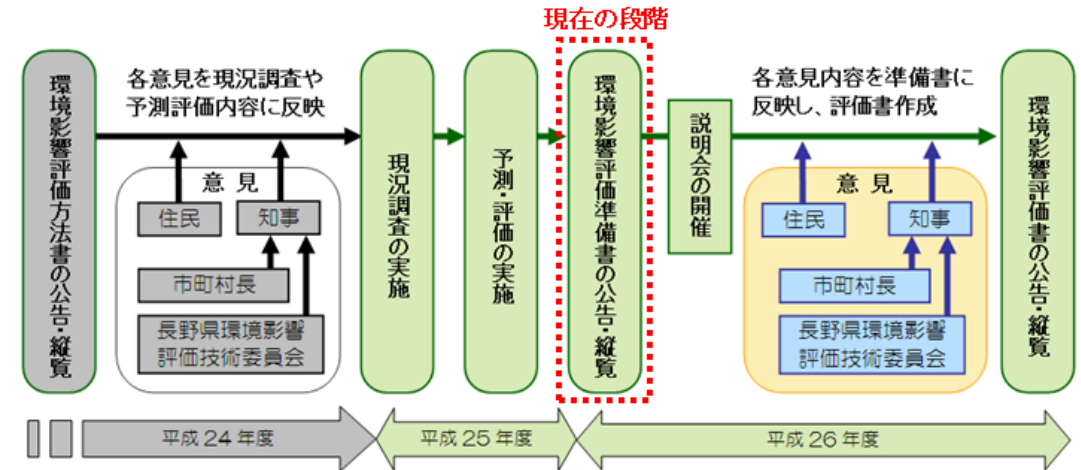 現在の段階
環境影響評価方法書の公告・縦覧
各意見を現況調査や
予測評価内容に反映
意 見
住民
知事
市町村長
長野県環境影響
評価技術委員会
現況調査の実施
予測・評価の実施
環境影響評価準備書の公告・縦覧
説明会の開催
各意見内容を準備書に
反映し、評価書作成
意 見
住民
知事
市町村長
長野県環境影響
評価技術委員会
環境影響評価書の公告・縦覧
平成 24 年度
平成 25 年度
平成 26 年度